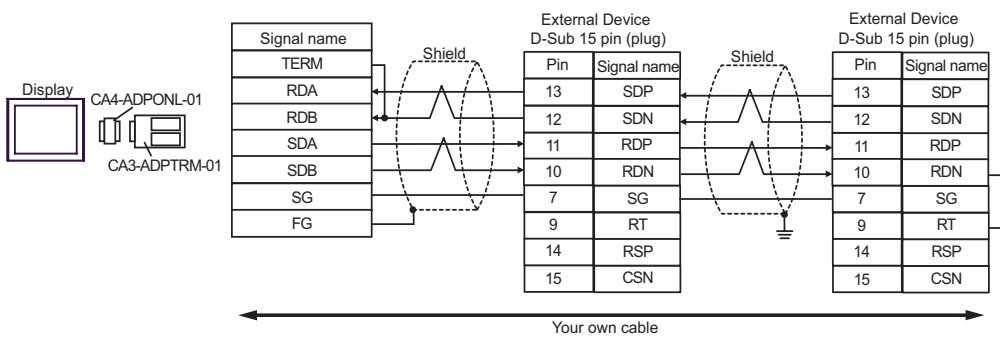 Display
CA4-ADPONL-01
CA3-ADPTRM-01
Signal name
TERM
RDA
RDB
SDA
SDB
SG
FG
Shield
External Device
D-Sub 15 pin (plug)
Pin Signal name
13 SDP
12 SDN
11 RDP
10 RDN
7 SG
9 RT
14 RSP
15 CSN
Shield
External Device
D-Sub 15 pin (plug)
Pin Signal name
13 SDP
12 SDN
11 RDP
10 RDN
7 SG
9 RT
14 RSP
15 CSN
Your own cable